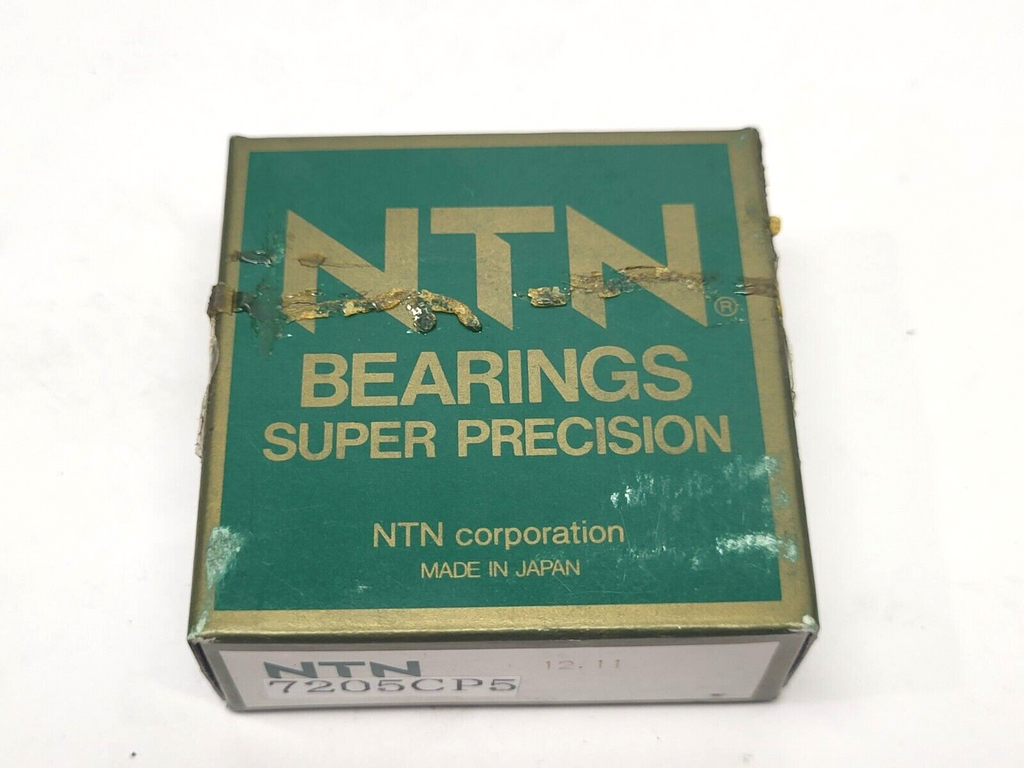 NTN®
BEARINGS
SUPER PRECISION
NTN corporation
MADE IN JAPAN
NTN 12.11
7205CP5